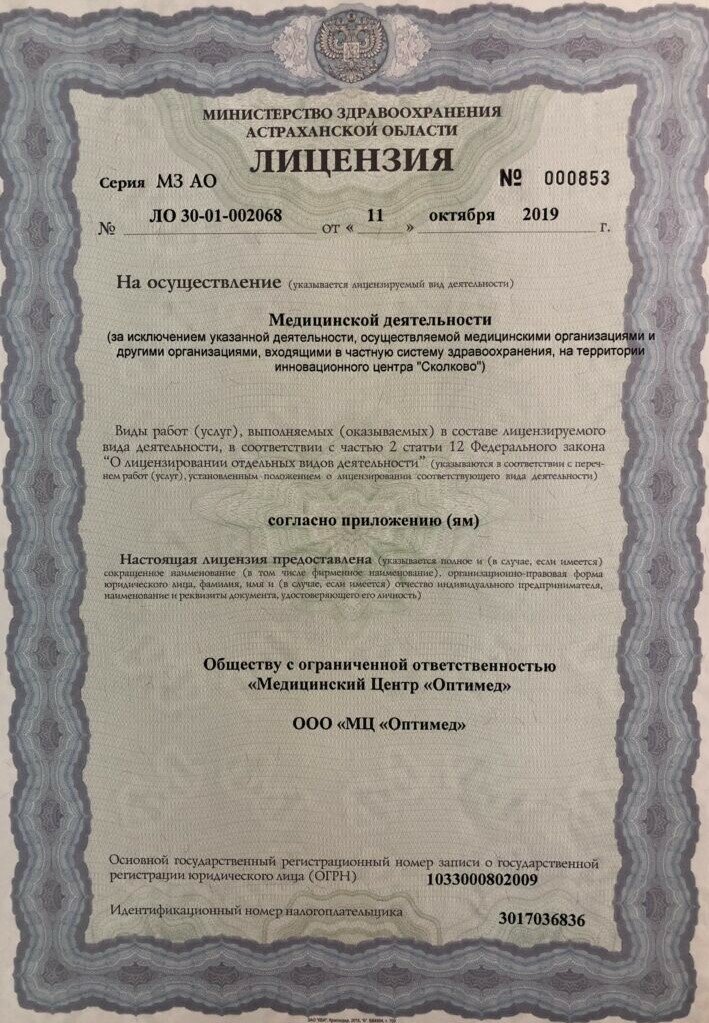 МИНИСТЕРСТВО ЗДРАВООХРАНЕНИЯ
АСТРАХАНСКОЙ ОБЛАСТИ
ЛИЦЕНЗИЯ
Серия МЗ АО № 000853
№ ЛО 30-01-002068 от « 11 » октября 2019 г.
На осуществление (указывается лицензируемый вид деятельности)
Медицинской деятельности
(за исключением указанной деятельности, осуществляемой медицинскими организациями и
другими организациями, входящими в частную систему здравоохранения, на территории
инновационного центра "Сколково")
Виды работ (услуг), выполняемых (оказываемых) в составе лицензируемого
вида деятельности, в соответствии с частью 2 статьи 12 Федерального закона
“О лицензировании отдельных видов деятельности” (указываются в соответствии с переч-
нем работ (услуг), установленным положением о лицензировании соответствующего вида деятельности)
согласно приложению (ям)
Настоящая лицензия предоставлена (указывается полное и (в случае, если имеется)
сокращенное наименование (в том числе фирменное наименование), организационно-правовая форма
юридического лица, фамилия, имя и (в случае, если имеется) отчество индивидуального предпринимателя,
наименование и реквизиты документа, удостоверяющего его личность)
Обществу с ограниченной ответственностью
«Медицинский Центр «Оптимед»
ООО «МЦ «Оптимед»
Основной государственный регистрационный номер записи о государственной
регистрации юридического лица (ОГРН) 1033000802009
Идентификационный номер налогоплательщика 3017036836